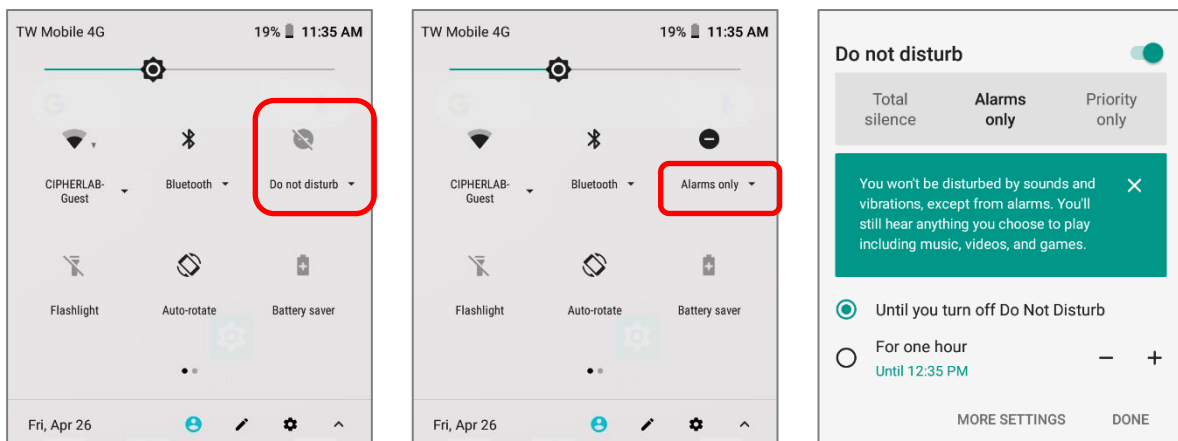 TW Mobile 4G 19% 11:35 AM
CIPHERLAB-
Guest
Bluetooth
Do not disturb
Flashlight
Auto-rotate
Battery saver
Fri, Apr 26
TW Mobile 4G 19% 11:35 AM
CIPHERLAB-
Guest
Bluetooth
Alarms only
Flashlight
Auto-rotate
Battery saver
Fri, Apr 26
Do not disturb
Total
silence
Alarms
only
Priority
only
You won't be disturbed by sounds and
vibrations, except from alarms. You'll
still hear anything you choose to play
including music, videos, and games.
Until you turn off Do Not Disturb
For one hour
Until 12:35 PM
MORE SETTINGS DONE